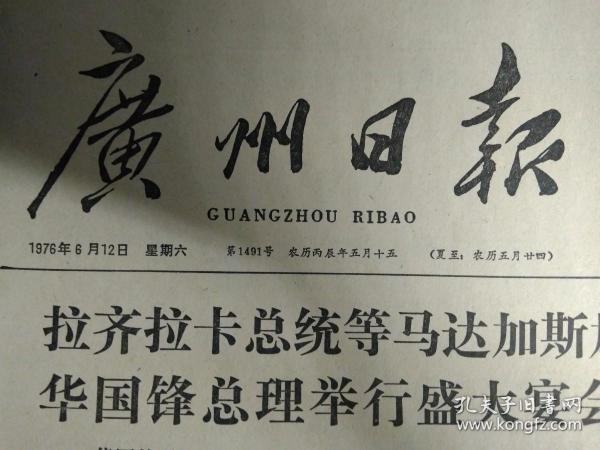 廣州日報
GUANGZHOU RIBAO
1976年6月12日 星期六 第1491号 农历丙辰年五月十五 (夏至：农历五月廿四)
拉齐拉卡总统等马达加斯加
华国锋总理举行盛大宴会
孔夫子旧书网
www.kongfz.com